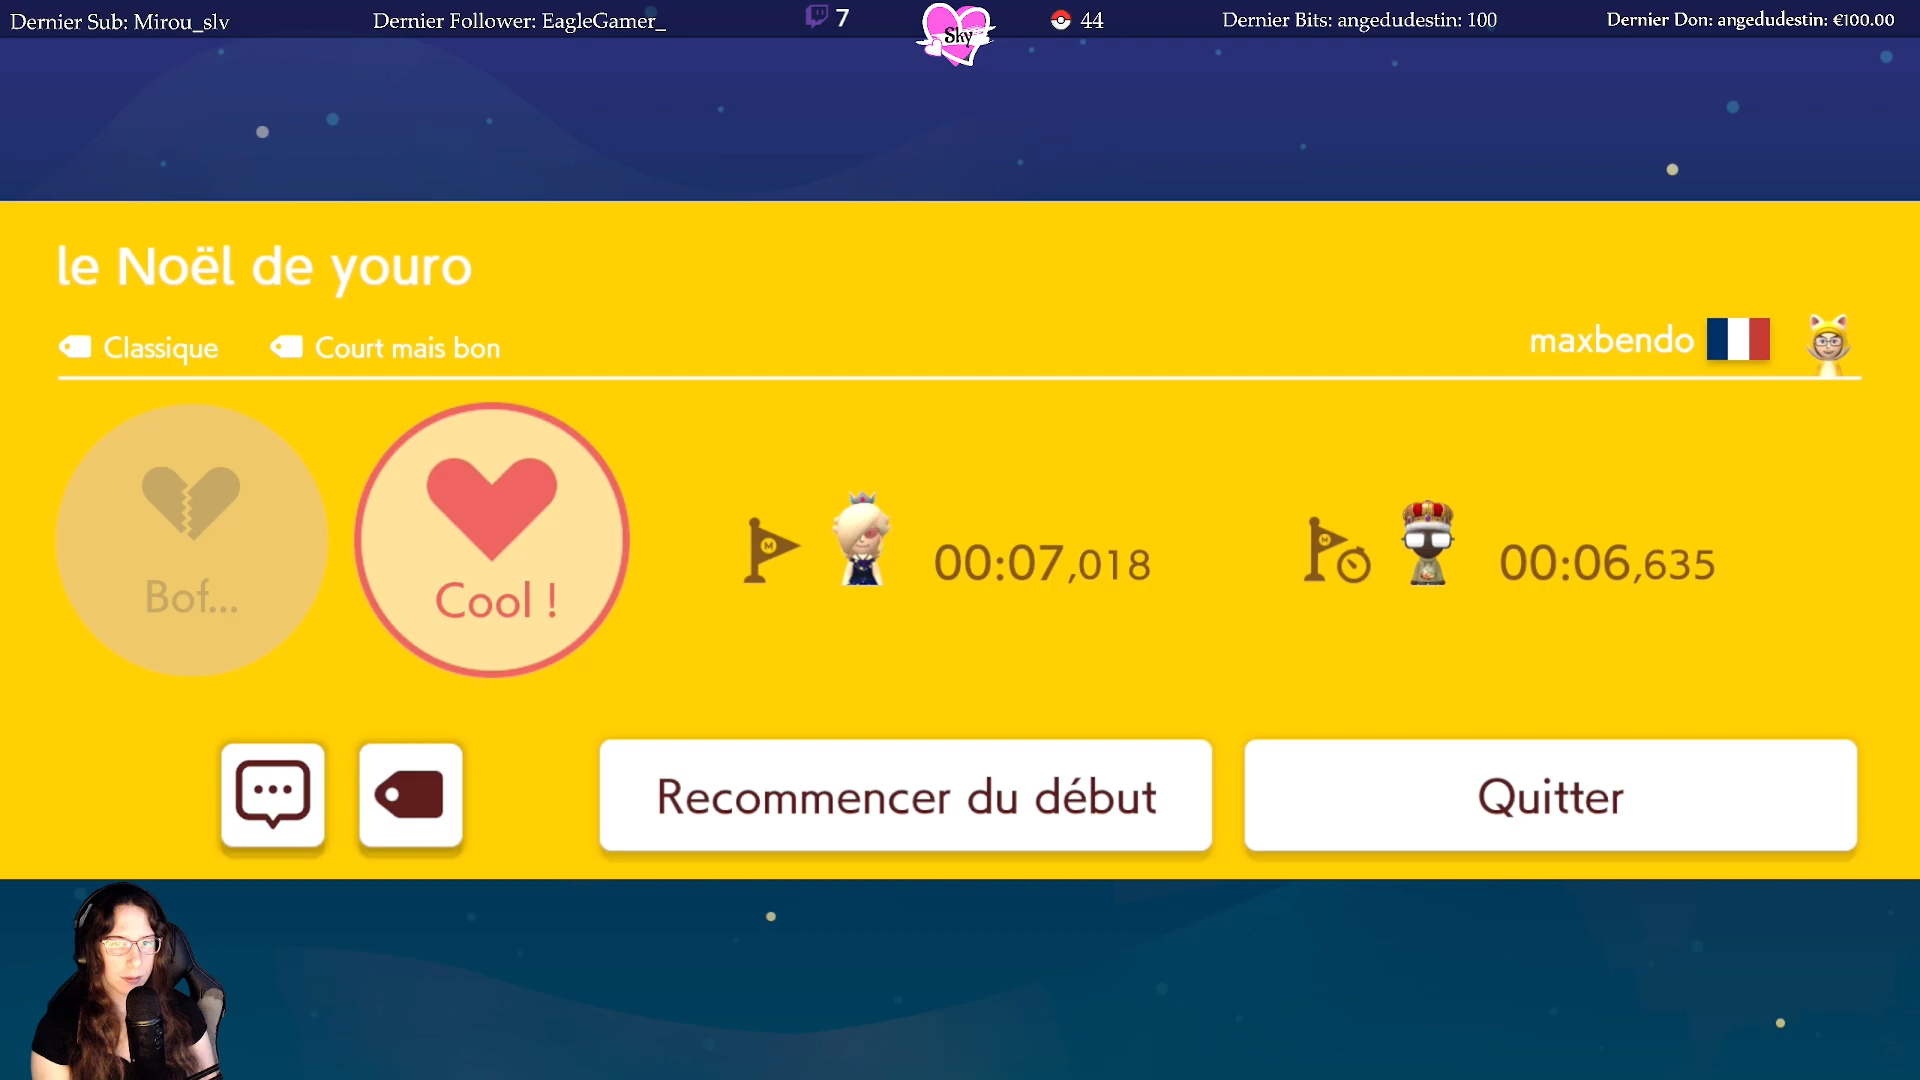 Dernier Sub: Mirou_slv
Dernier Follower: EagleGamer_
7
Sky
44
Dernier Bits: angedudestin: 100
Dernier Don: angedudestin: €100.00
le Noël de youro
Classique
Court mais bon
maxbendo
Bof...
Cool !
M
00:07,018
M
00:06,635
Recommencer du début
Quitter